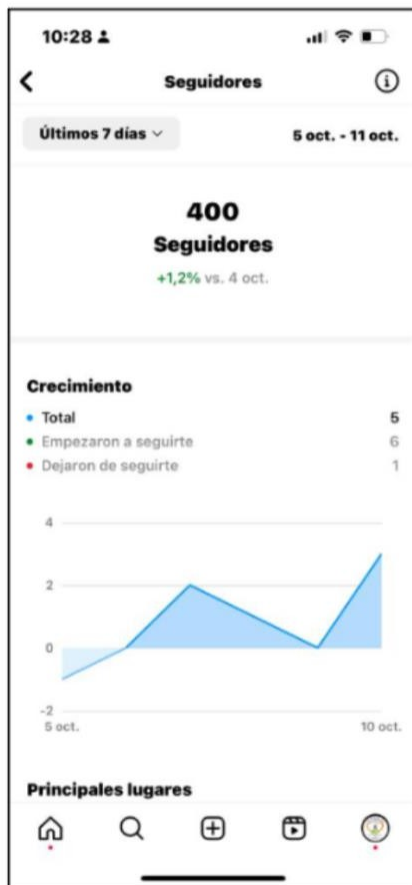 10:28
Seguidores
Últimos 7 días
5 oct. - 11 oct.
400
Seguidores
+1,2% vs. 4 oct.
Crecimiento
Total 5
Empezaron a seguirte 6
Dejaron de seguirte 1
4
2
0
-2
5 oct. 10 oct.
Principales lugares